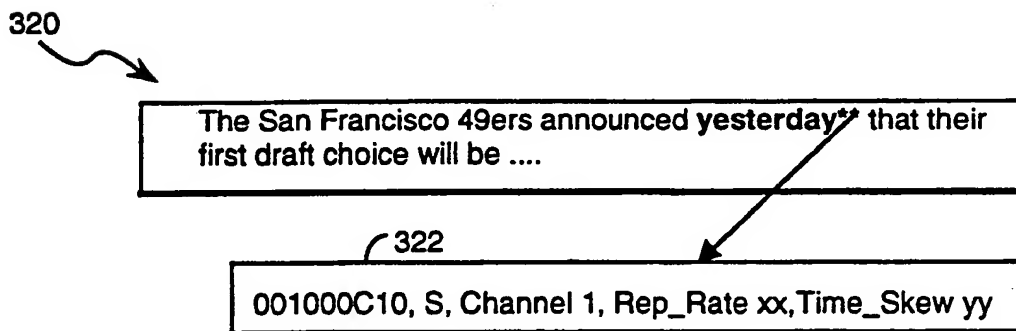 320
The San Francisco 49ers announced yesterday** that their
first draft choice will be ....
322
001000C10, S, Channel 1, Rep_Rate xx,Time_Skew yy